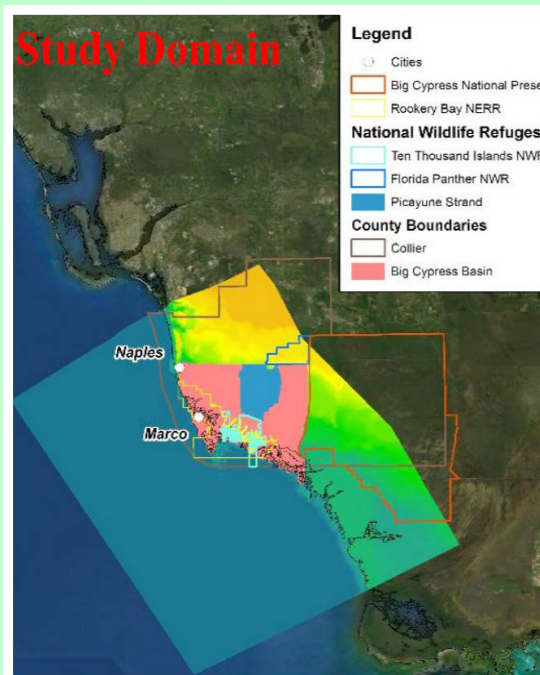 Study Domain
Legend
Cities
Big Cypress National Prese
Rookery Bay NERR
National Wildlife Refuges
Ten Thousand Islands NWR
Florida Panther NWR
Picayune Strand
County Boundaries
Collier
Big Cypress Basin
Naples
Marco